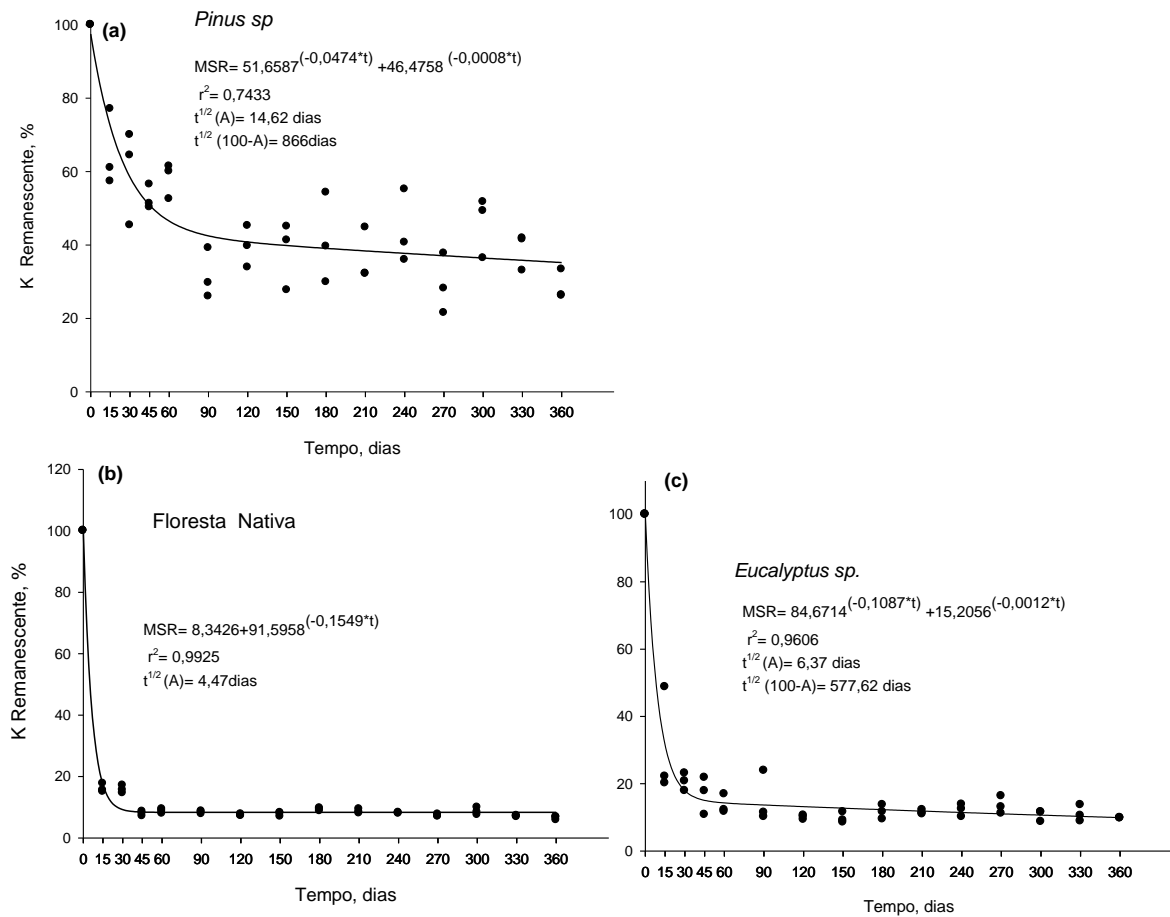 (a)
Pinus sp
MSR= 51,6587(-0,0474*t) +46,4758 (-0,0008*t)
r2= 0,7433
t1/2 (A)= 14,62 dias
t1/2 (100-A)= 866dias
K Remanescente, %
100
80
60
40
20
0
0 15 30 45 60 90 120 150 180 210 240 270 300 330 360
Tempo, dias
(b)
Floresta Nativa
MSR= 8,3426+91,5958(-0,1549*t)
r2= 0,9925
t1/2 (A)= 4,47dias
K Remanescente, %
120
100
80
60
40
20
0
0 15 30 45 60 90 120 150 180 210 240 270 300 330 360
Tempo, dias
(c)
Eucalyptus sp.
MSR= 84,6714(-0,1087*t) +15,2056(-0,0012*t)
r2= 0,9606
t1/2 (A)= 6,37 dias
t1/2 (100-A)= 577,62 dias
100
80
60
40
20
0
0 15 30 45 60 90 120 150 180 210 240 270 300 330 360
Tempo, dias